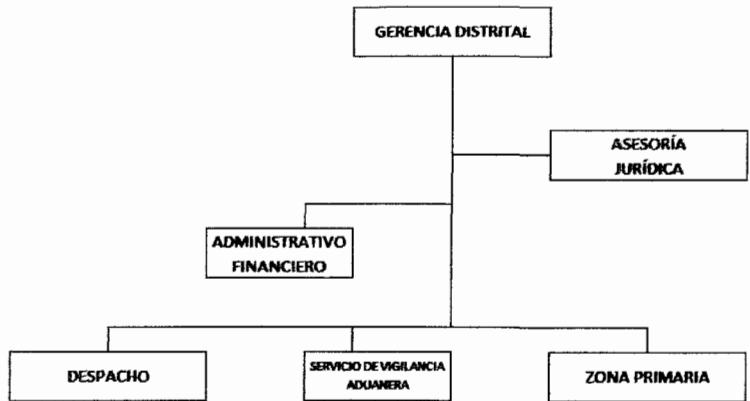 GERENCIA DISTRITAL
ASESORÍA
JURÍDICA
ADMINISTRATIVO
FINANCIERO
DESPACHO
SERVICIO DE VIGILANCIA
ADUANERA
ZONA PRIMARIA